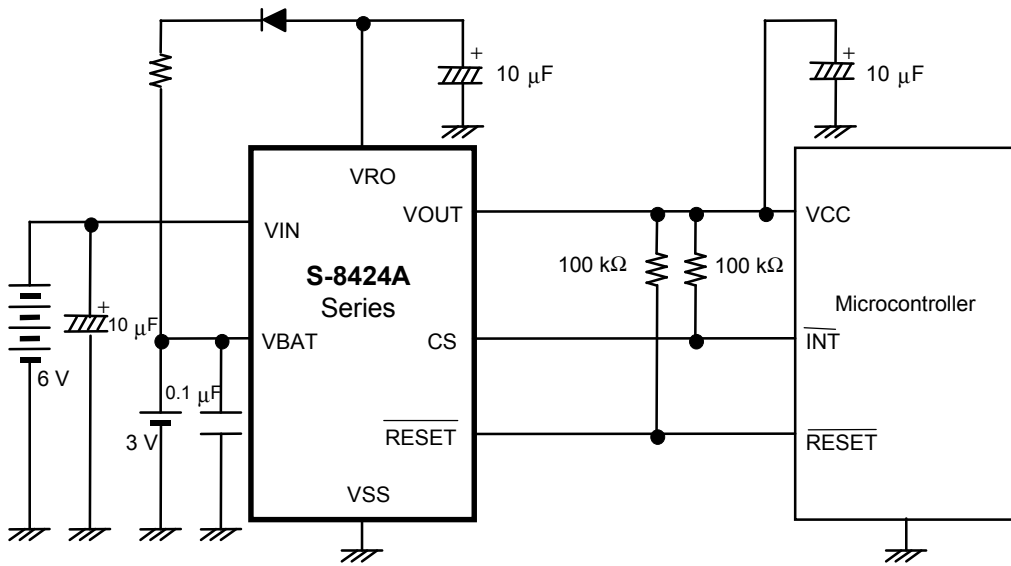 +
10 μF
+
10 μF
VRO
VIN
VOUT
VCC
S-8424A
Series
100 kΩ
100 kΩ
Microcontroller
+
10 μF
VBAT
CS
INT
6 V
0.1 μF
3 V
RESET
RESET
VSS